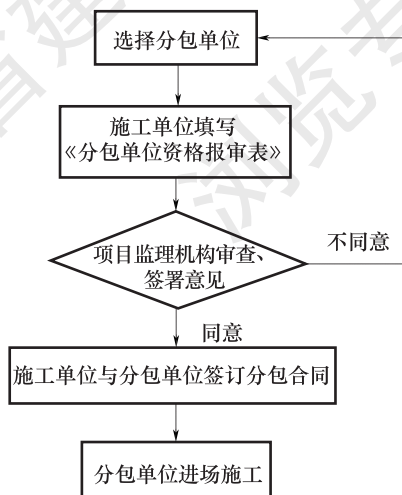 选择分包单位
施工单位填写
《分包单位资格报审表》
项目监理机构审查、
签署意见
不同意
同意
施工单位与分包单位签订分包合同
分包单位进场施工
浏览